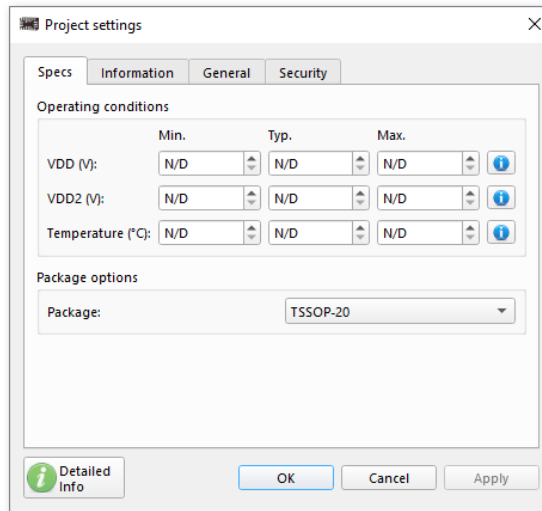 Project settings
Specs Information General Security
Operating conditions
Min. Typ. Max.
VDD (V): N/D N/D N/D
VDD2 (V): N/D N/D N/D
Temperature (°C): N/D N/D N/D
Package options
Package: TSSOP-20
Detailed
Info
OK Cancel Apply